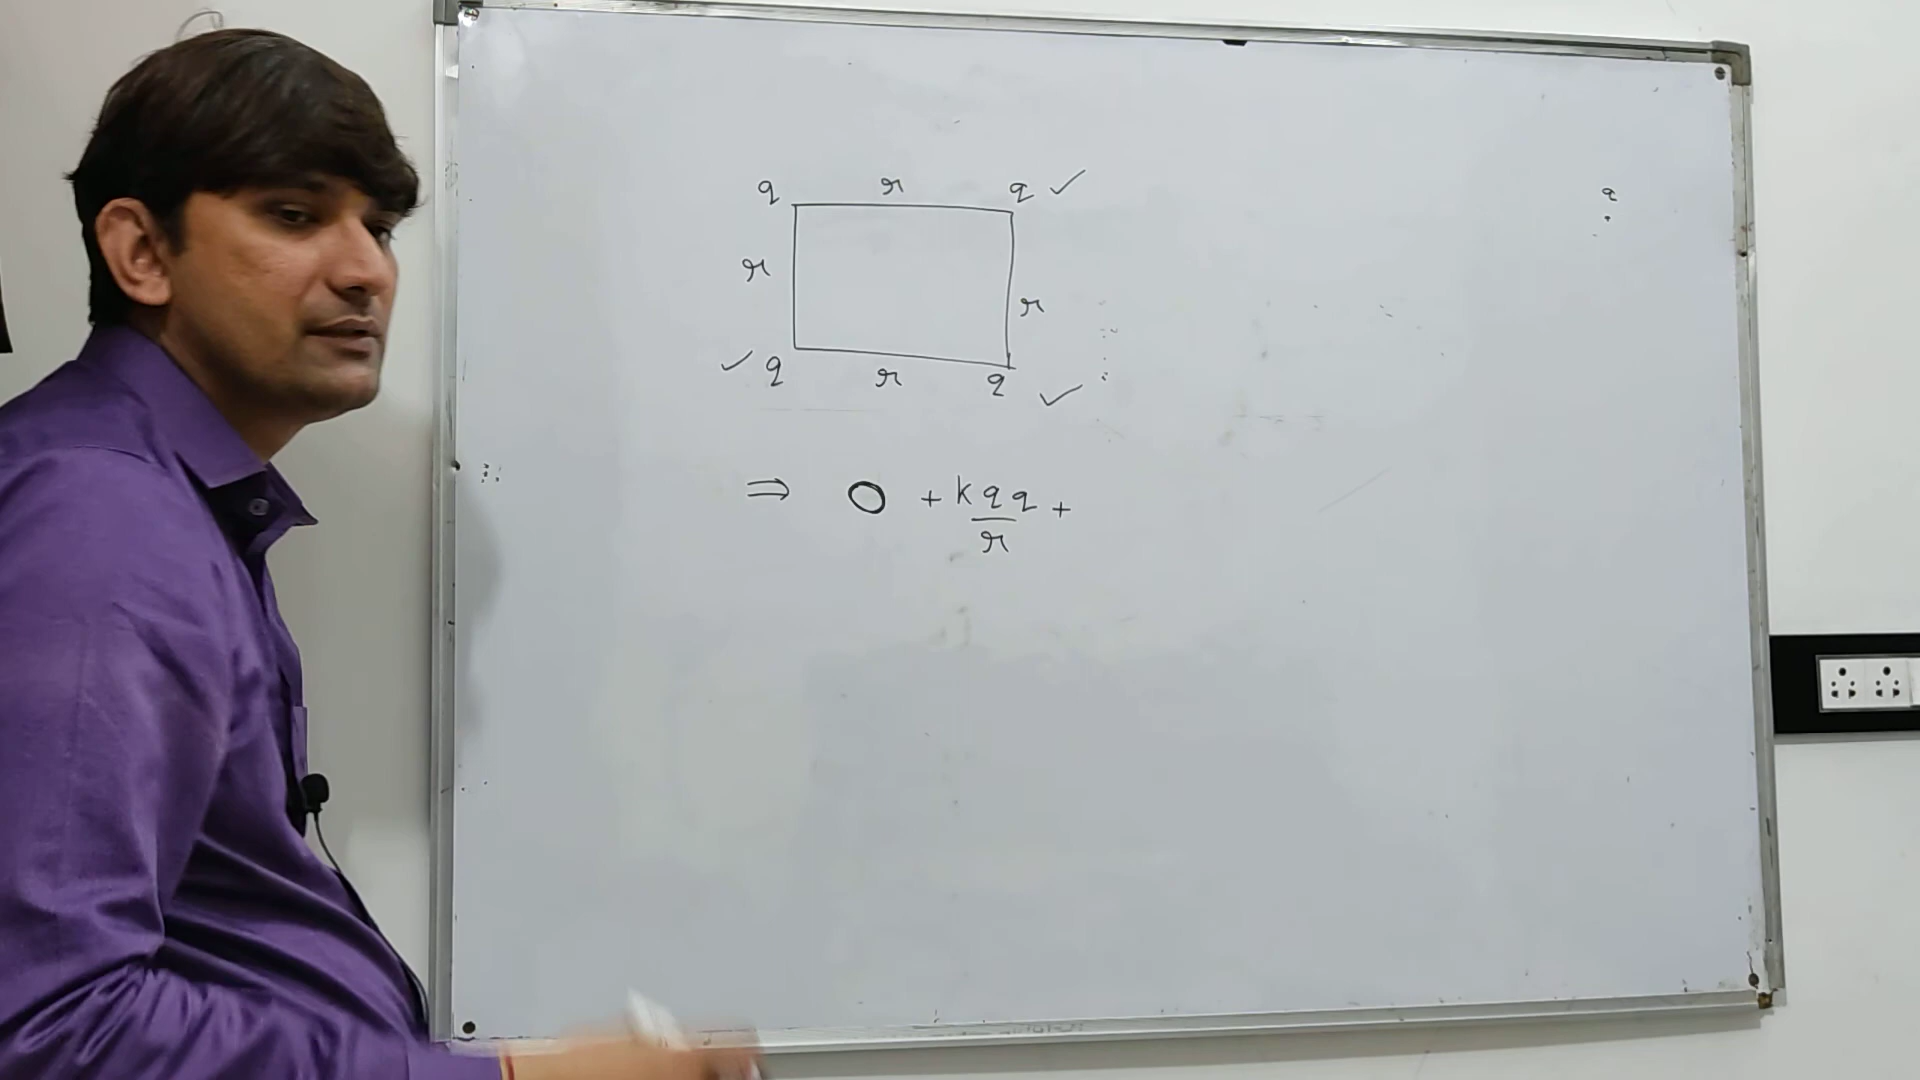 q r q ✓
q
r
r
✓ q r q ✓
⇒ 0 + kqq/r +